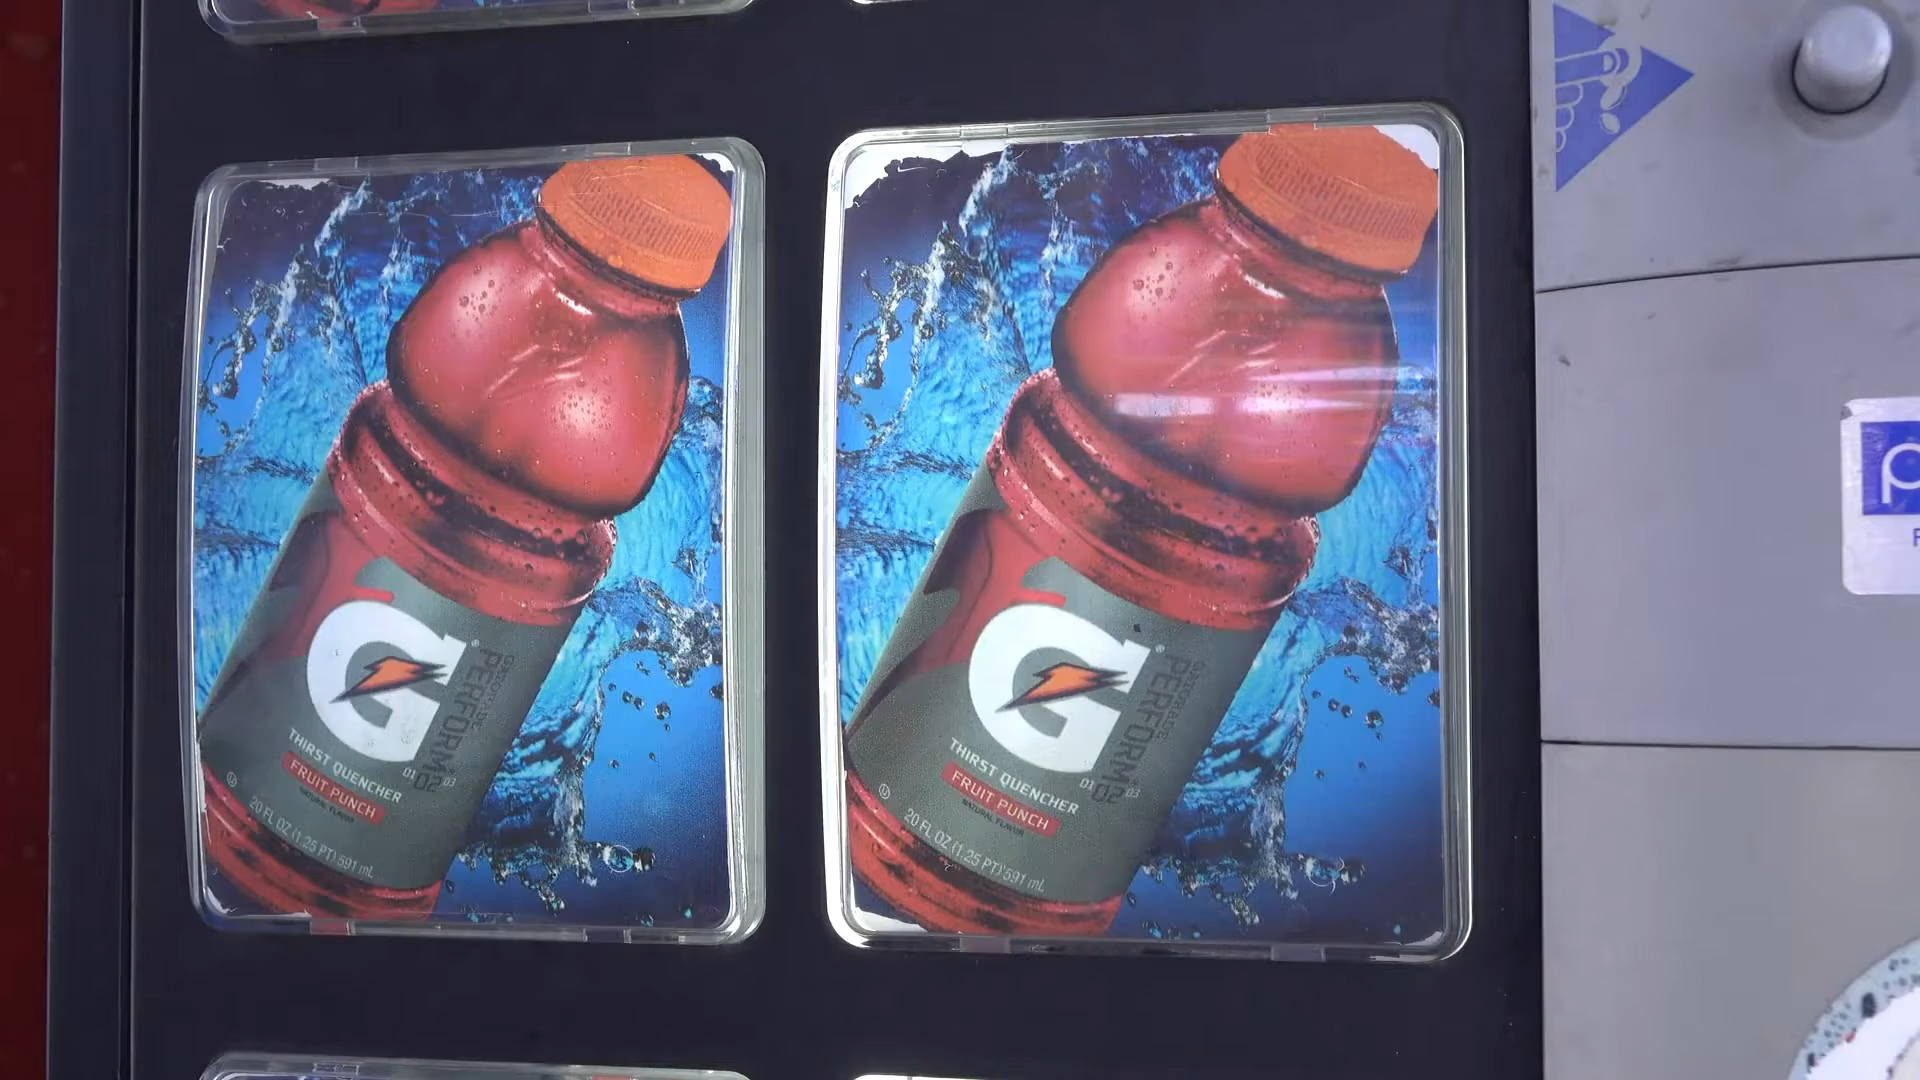 G
GATORADE
PERFORM 02
01 03
THIRST QUENCHER
FRUIT PUNCH
NATURAL FLAVOR
20 FL OZ (1.25 PT) 591 mL
G
GATORADE
PERFORM 02
01 03
THIRST QUENCHER
FRUIT PUNCH
NATURAL FLAVOR
20 FL OZ (1.25 PT) 591 mL